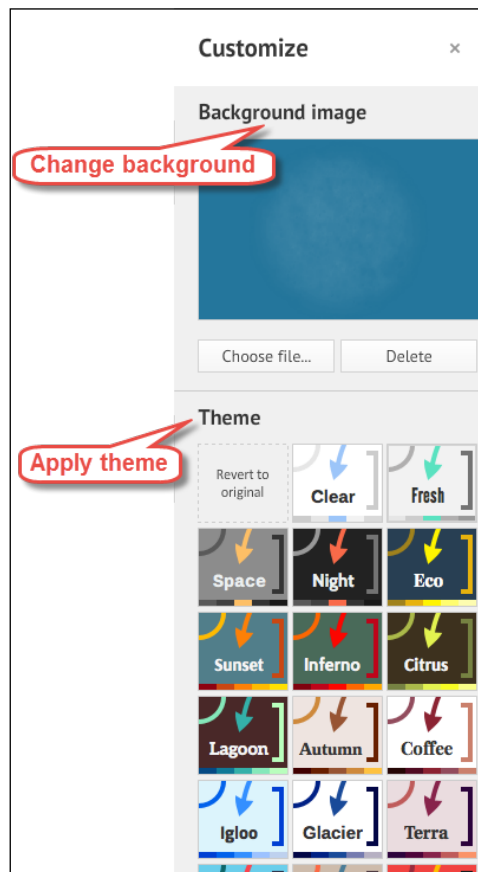 Customize ×
Background image
Change background
Choose file... Delete
Theme
Apply theme
Revert to
original
Clear Fresh
Space Night Eco
Sunset Inferno Citrus
Lagoon Autumn Coffee
Igloo Glacier Terra